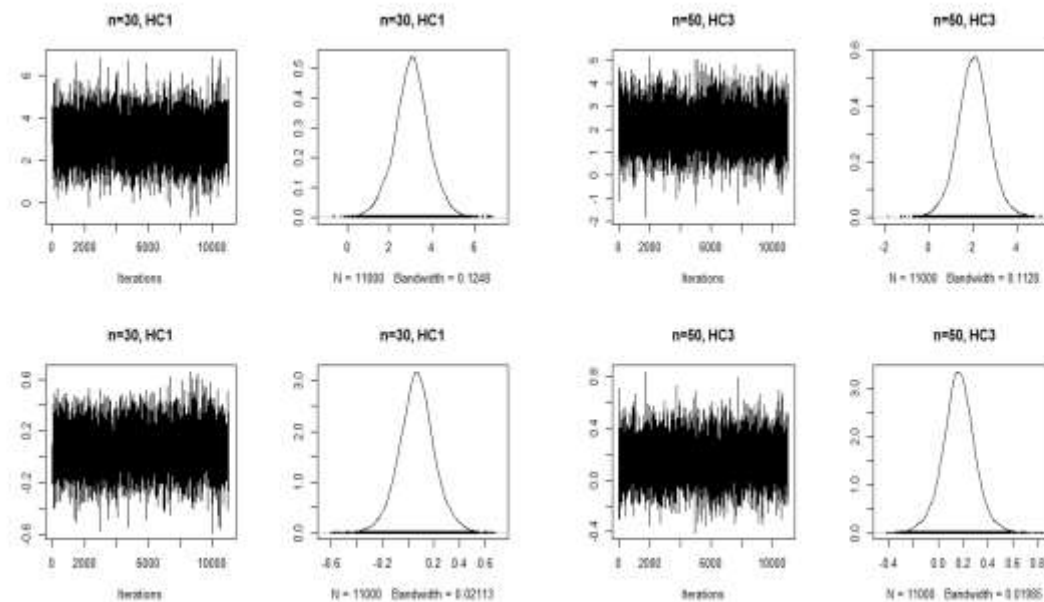 n=30, HC1
n=30, HC1
n=50, HC3
n=50, HC3
6
4
2
0
0 2000 6000 10000
Iterations
0.5
0.4
0.3
0.2
0.1
0.0
0 2 4 6
N = 11000 Bandwidth = 0.1248
5
4
3
2
1
0
-1
-2
0 2000 6000 10000
Iterations
0.6
0.4
0.2
0.0
-2 0 2 4
N = 11000 Bandwidth = 0.1128
n=30, HC1
n=30, HC1
n=50, HC3
n=50, HC3
0.6
0.2
-0.2
-0.6
0 2000 6000 10000
Iterations
3.0
2.0
1.0
0.0
-0.6 -0.2 0.2 0.6
N = 11000 Bandwidth = 0.02113
0.8
0.4
0.0
-0.4
0 2000 6000 10000
Iterations
3.0
2.0
1.0
0.0
-0.4 0.0 0.2 0.4 0.6 0.8
N = 11000 Bandwidth = 0.01985